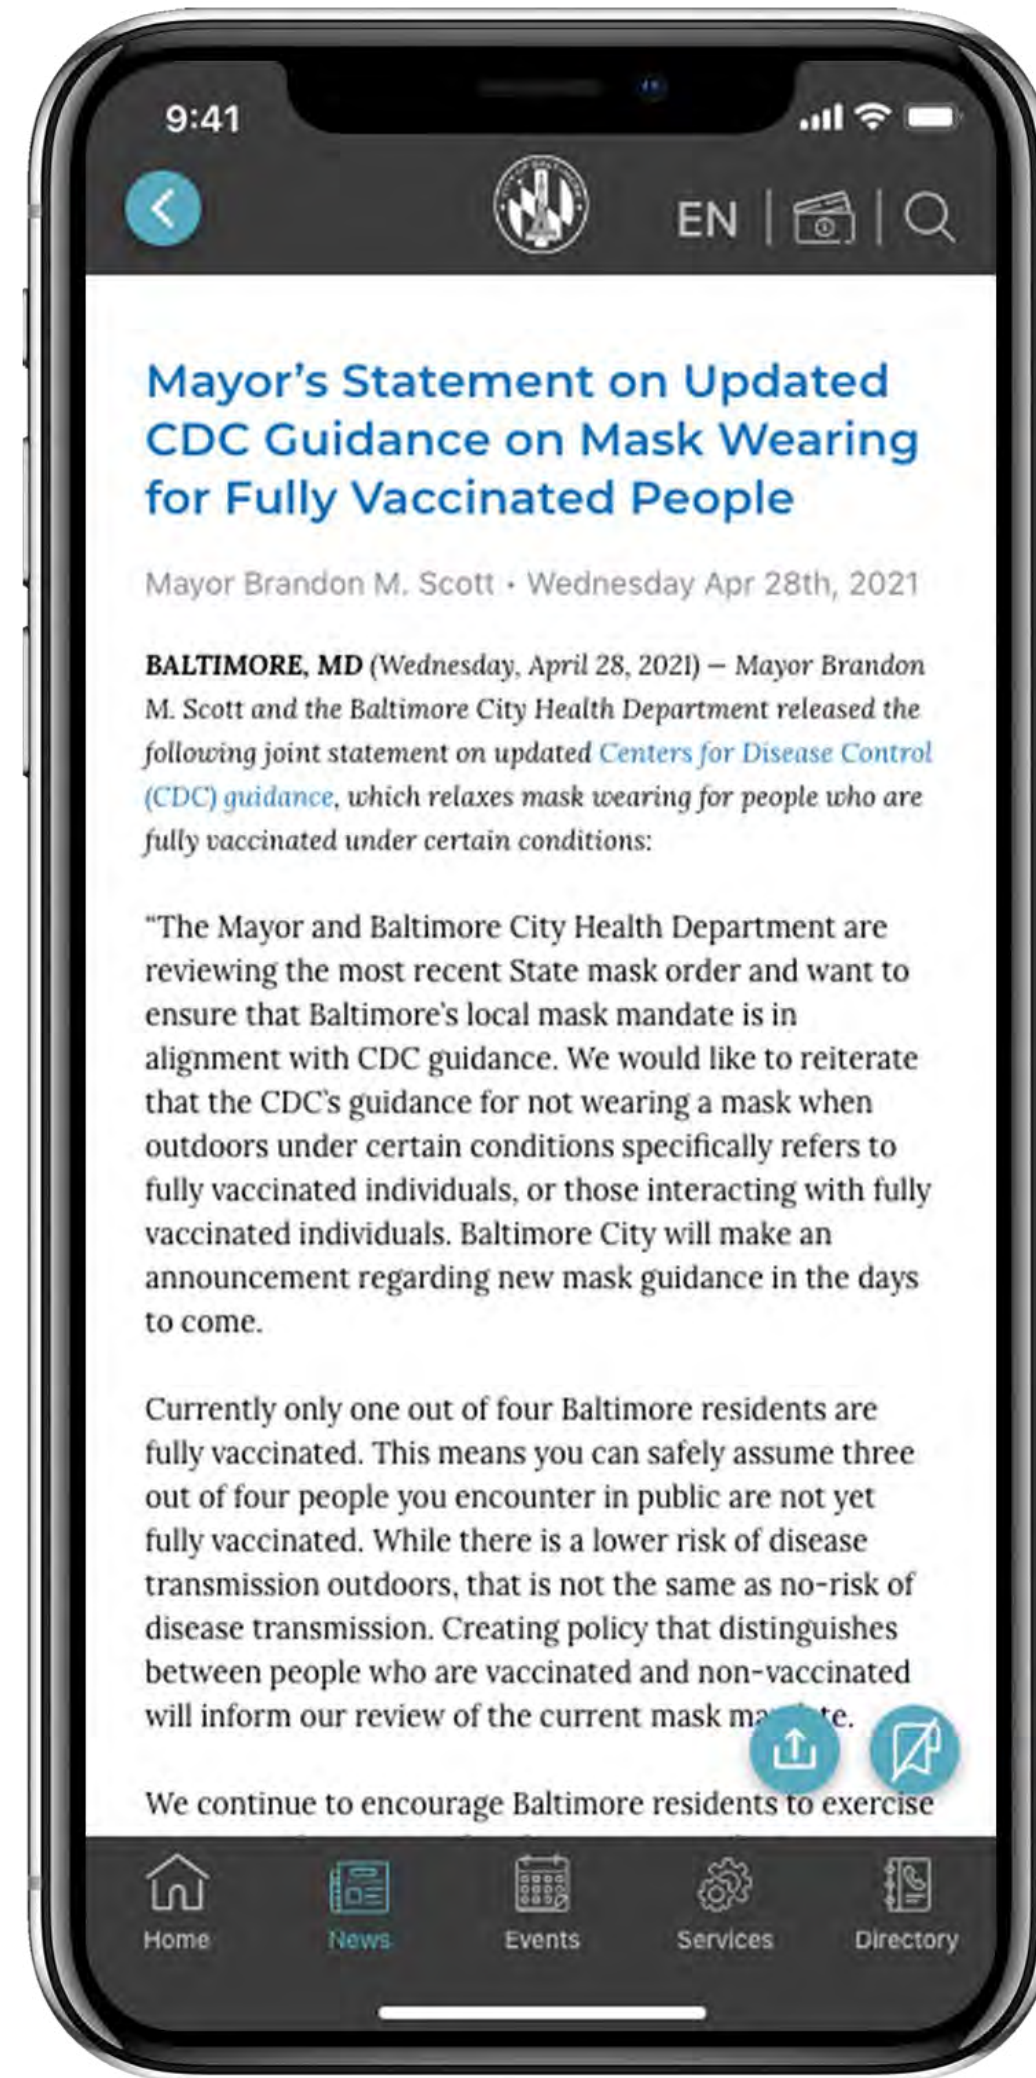 9:41
EN
Mayor’s Statement on Updated
CDC Guidance on Mask Wearing
for Fully Vaccinated People
Mayor Brandon M. Scott • Wednesday Apr 28th, 2021
BALTIMORE, MD (Wednesday, April 28, 2021) — Mayor Brandon
M. Scott and the Baltimore City Health Department released the
following joint statement on updated Centers for Disease Control
(CDC) guidance, which relaxes mask wearing for people who are
fully vaccinated under certain conditions:
“The Mayor and Baltimore City Health Department are
reviewing the most recent State mask order and want to
ensure that Baltimore’s local mask mandate is in
alignment with CDC guidance. We would like to reiterate
that the CDC’s guidance for not wearing a mask when
outdoors under certain conditions specifically refers to
fully vaccinated individuals, or those interacting with fully
vaccinated individuals. Baltimore City will make an
announcement regarding new mask guidance in the days
to come.
Currently only one out of four Baltimore residents are
fully vaccinated. This means you can safely assume three
out of four people you encounter in public are not yet
fully vaccinated. While there is a lower risk of disease
transmission outdoors, that is not the same as no-risk of
disease transmission. Creating policy that distinguishes
between people who are vaccinated and non-vaccinated
will inform our review of the current mask
We continue to encourage Baltimore residents to exercise
Home News Events Services Directory